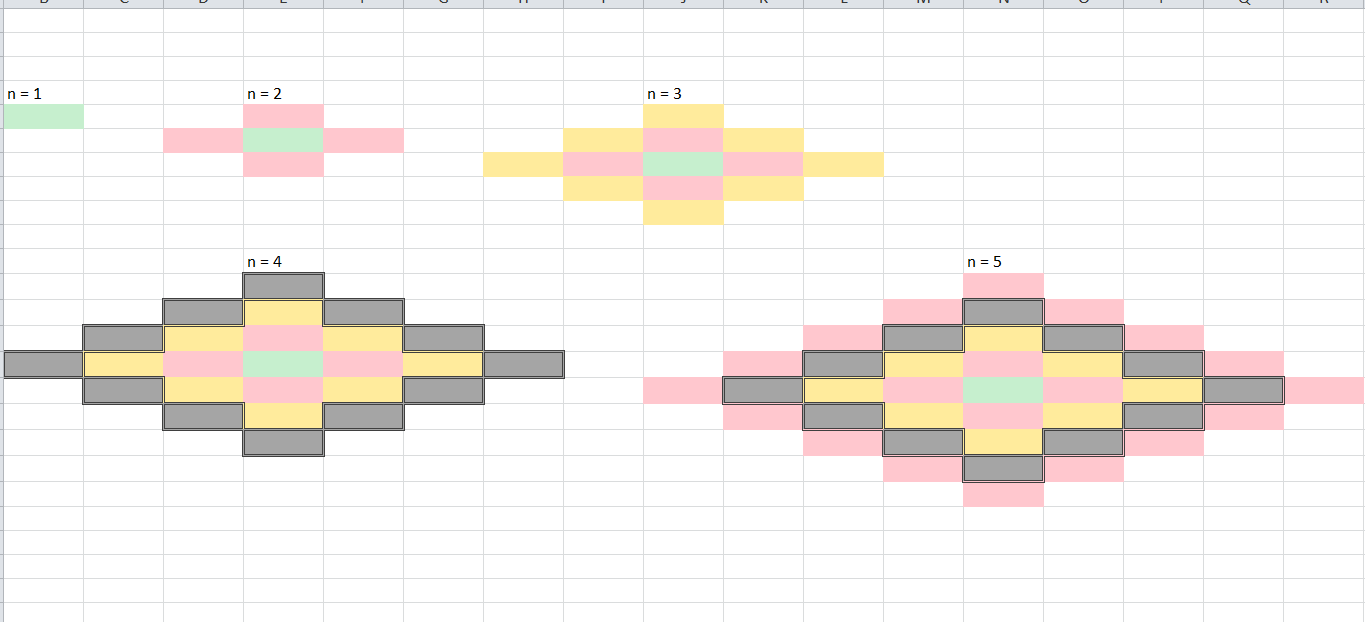 n = 1
n = 2
n = 3
n = 4
n = 5